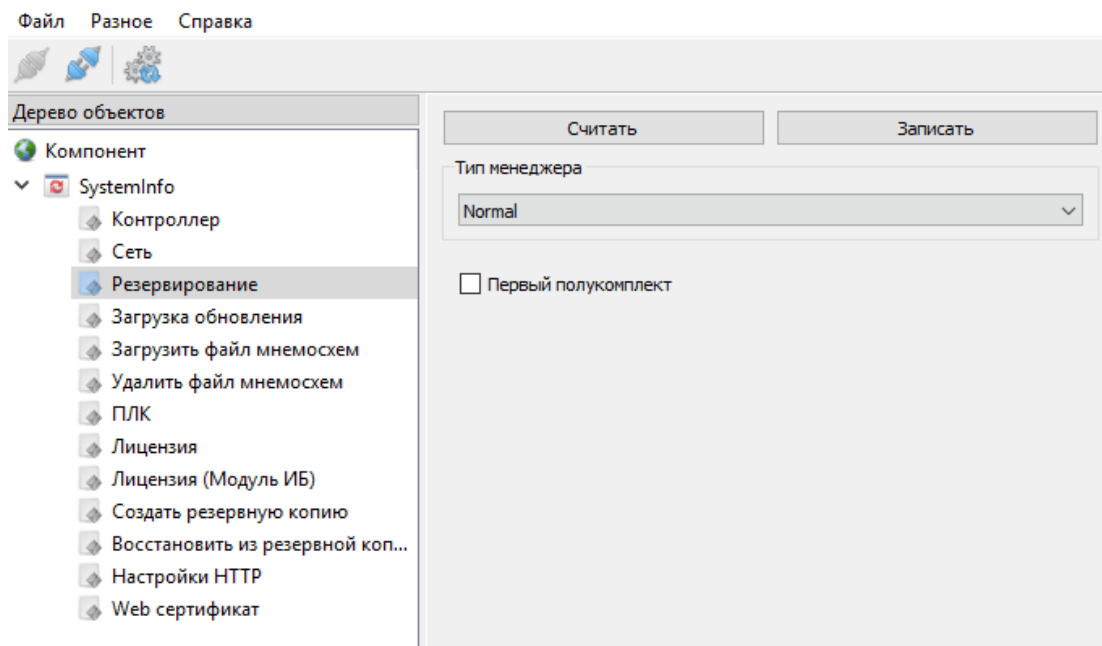 Файл Разное Справка
Дерево объектов
Компонент
SystemInfo
Контроллер
Сеть
Резервирование
Загрузка обновления
Загрузить файл мнемосхем
Удалить файл мнемосхем
ПЛК
Лицензия
Лицензия (Модуль ИБ)
Создать резервную копию
Восстановить из резервной коп...
Настройки HTTP
Web сертификат
Считать Записать
Тип менеджера
Normal
Первый полукомплект